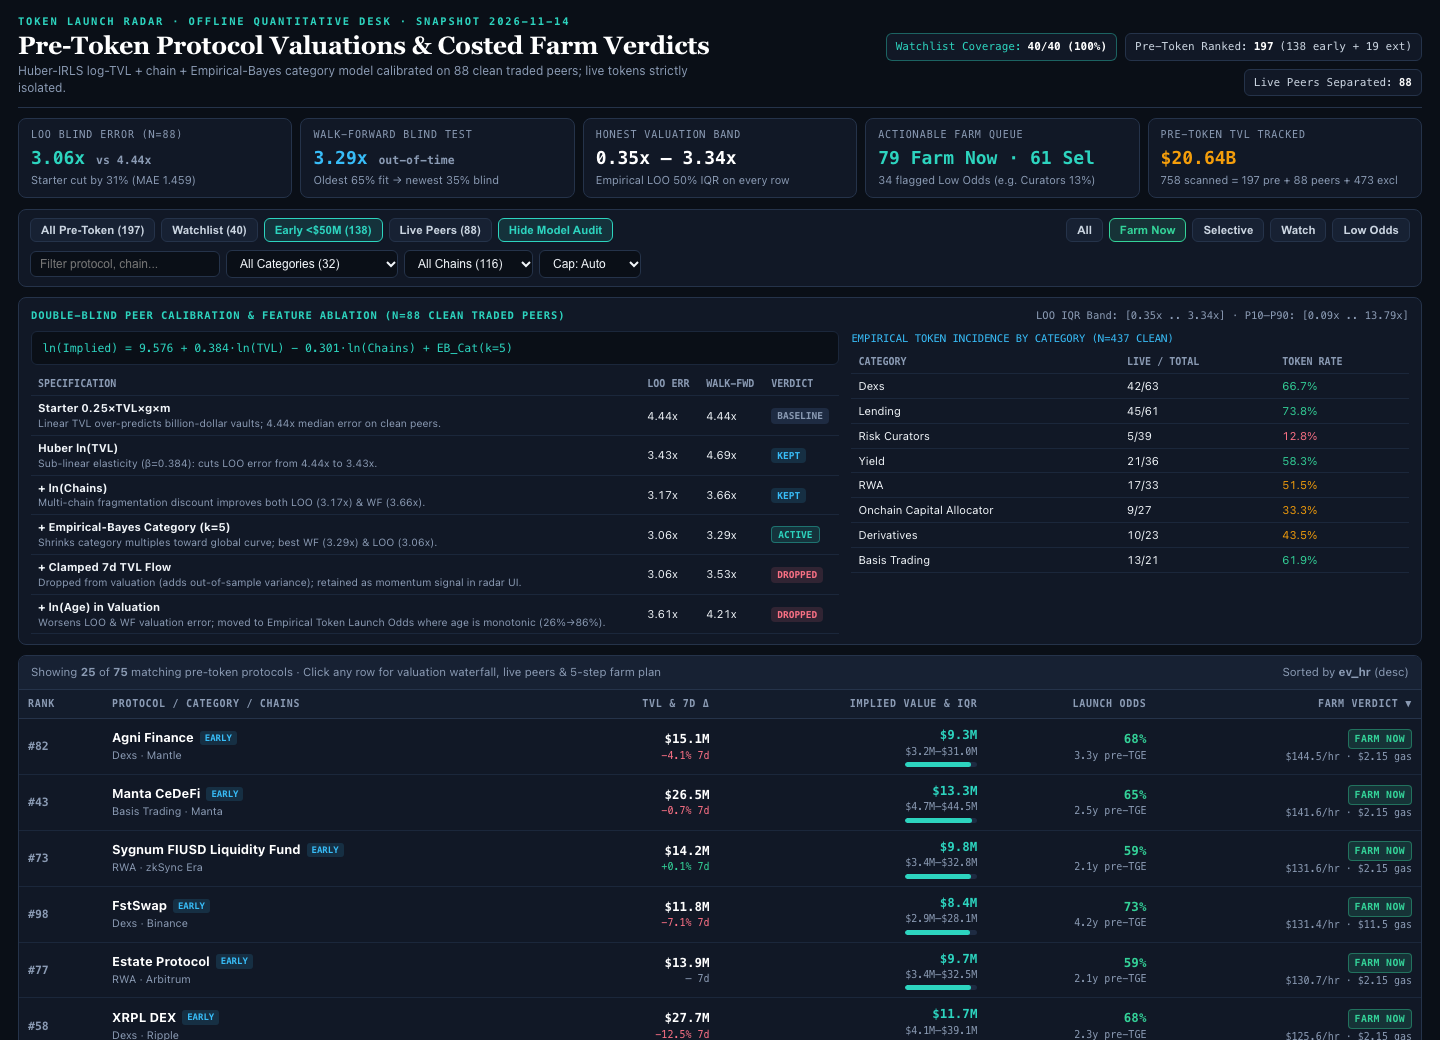 TOKEN LAUNCH RADAR · OFFLINE QUANTITATIVE DESK · SNAPSHOT 2026-11-14
Pre-Token Protocol Valuations & Costed Farm Verdicts
Huber-IRLS log-TVL + chain + Empirical-Bayes category model calibrated on 88 clean traded peers; live tokens strictly
isolated.
Watchlist Coverage: 40/40 (100%)
Pre-Token Ranked: 197 (138 early + 19 ext)
Live Peers Separated: 88
LOO BLIND ERROR (N=88)
3.06x vs 4.44x
Starter cut by 31% (MAE 1.459)
WALK-FORWARD BLIND TEST
3.29x out-of-time
Oldest 65% fit → newest 35% blind
HONEST VALUATION BAND
0.35x — 3.34x
Empirical LOO 50% IQR on every row
ACTIONABLE FARM QUEUE
79 Farm Now · 61 Sel
34 flagged Low Odds (e.g. Curators 13%)
PRE-TOKEN TVL TRACKED
$20.64B
758 scanned = 197 pre + 88 peers + 473 excl
All Pre-Token (197)
Watchlist (40)
Early <$50M (138)
Live Peers (88)
Hide Model Audit
All
Farm Now
Selective
Watch
Low Odds
Filter protocol, chain...
All Categories (32)
All Chains (116)
Cap: Auto
DOUBLE-BLIND PEER CALIBRATION & FEATURE ABLATION (N=88 CLEAN TRADED PEERS)
LOO IQR Band: [0.35x .. 3.34x] · P10–P90: [0.09x .. 13.79x]
ln(Implied) = 9.576 + 0.384·ln(TVL) − 0.301·ln(Chains) + EB_Cat(k=5)
SPECIFICATION LOO ERR WALK-FWD VERDICT
Starter 0.25×TVL×g×m
Linear TVL over-predicts billion-dollar vaults; 4.44x median error on clean peers.
4.44x 4.44x BASELINE
Huber ln(TVL)
Sub-linear elasticity (β=0.384): cuts LOO error from 4.44x to 3.43x.
3.43x 4.69x KEPT
+ ln(Chains)
Multi-chain fragmentation discount improves both LOO (3.17x) & WF (3.66x).
3.17x 3.66x KEPT
+ Empirical-Bayes Category (k=5)
Shrinks category multiples toward global curve; best WF (3.29x) & LOO (3.06x).
3.06x 3.29x ACTIVE
+ Clamped 7d TVL Flow
Dropped from valuation (adds out-of-sample variance); retained as momentum signal in radar UI.
3.06x 3.53x DROPPED
+ ln(Age) in Valuation
Worsens LOO & WF valuation error; moved to Empirical Token Launch Odds where age is monotonic (26%→86%).
3.61x 4.21x DROPPED
EMPIRICAL TOKEN INCIDENCE BY CATEGORY (N=437 CLEAN)
CATEGORY LIVE / TOTAL TOKEN RATE
Dexs 42/63 66.7%
Lending 45/61 73.8%
Risk Curators 5/39 12.8%
Yield 21/36 58.3%
RWA 17/33 51.5%
Onchain Capital Allocator 9/27 33.3%
Derivatives 10/23 43.5%
Basis Trading 13/21 61.9%
Showing 25 of 75 matching pre-token protocols · Click any row for valuation waterfall, live peers & 5-step farm plan
Sorted by ev_hr (desc)
RANK PROTOCOL / CATEGORY / CHAINS TVL & 7D Δ IMPLIED VALUE & IQR LAUNCH ODDS FARM VERDICT ▼
#82 Agni Finance EARLY $15.1M $9.3M 68% FARM NOW
Dexs · Mantle −4.1% 7d $3.2M–$31.0M 3.3y pre-TGE $144.5/hr · $2.15 gas
#43 Manta CeDeFi EARLY $26.5M $13.3M 65% FARM NOW
Basis Trading · Manta −0.7% 7d $4.7M–$44.5M 2.5y pre-TGE $141.6/hr · $2.15 gas
#73 Sygnum FIUSD Liquidity Fund EARLY $14.2M $9.8M 59% FARM NOW
RWA · zkSync Era +0.1% 7d $3.4M–$32.8M 2.1y pre-TGE $131.6/hr · $2.15 gas
#98 FstSwap EARLY $11.8M $8.4M 73% FARM NOW
Dexs · Binance −7.1% 7d $2.9M–$28.1M 4.2y pre-TGE $131.4/hr · $11.5 gas
#77 Estate Protocol EARLY $13.9M $9.7M 59% FARM NOW
RWA · Arbitrum — 7d $3.4M–$32.5M 2.1y pre-TGE $130.7/hr · $2.15 gas
#58 XRPL DEX EARLY $27.7M $11.7M 68% FARM NOW
Dexs · Ripple −12.5% 7d $4.1M–$39.1M 2.3y pre-TGE $125.6/hr · $2.15 gas